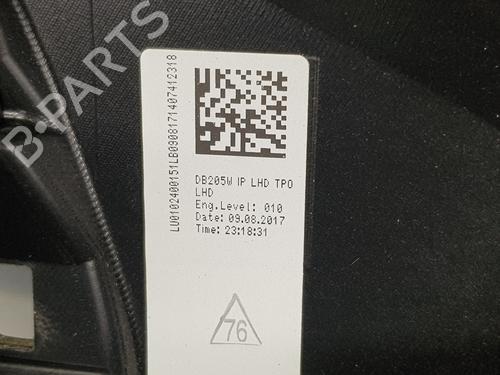 B-PARTS
LU0102400151LB0908171407412318
DB205W IP LHD TPO
LHD
Eng.Level: 010
Date: 09.08.2017
Time: 23:18:31
76